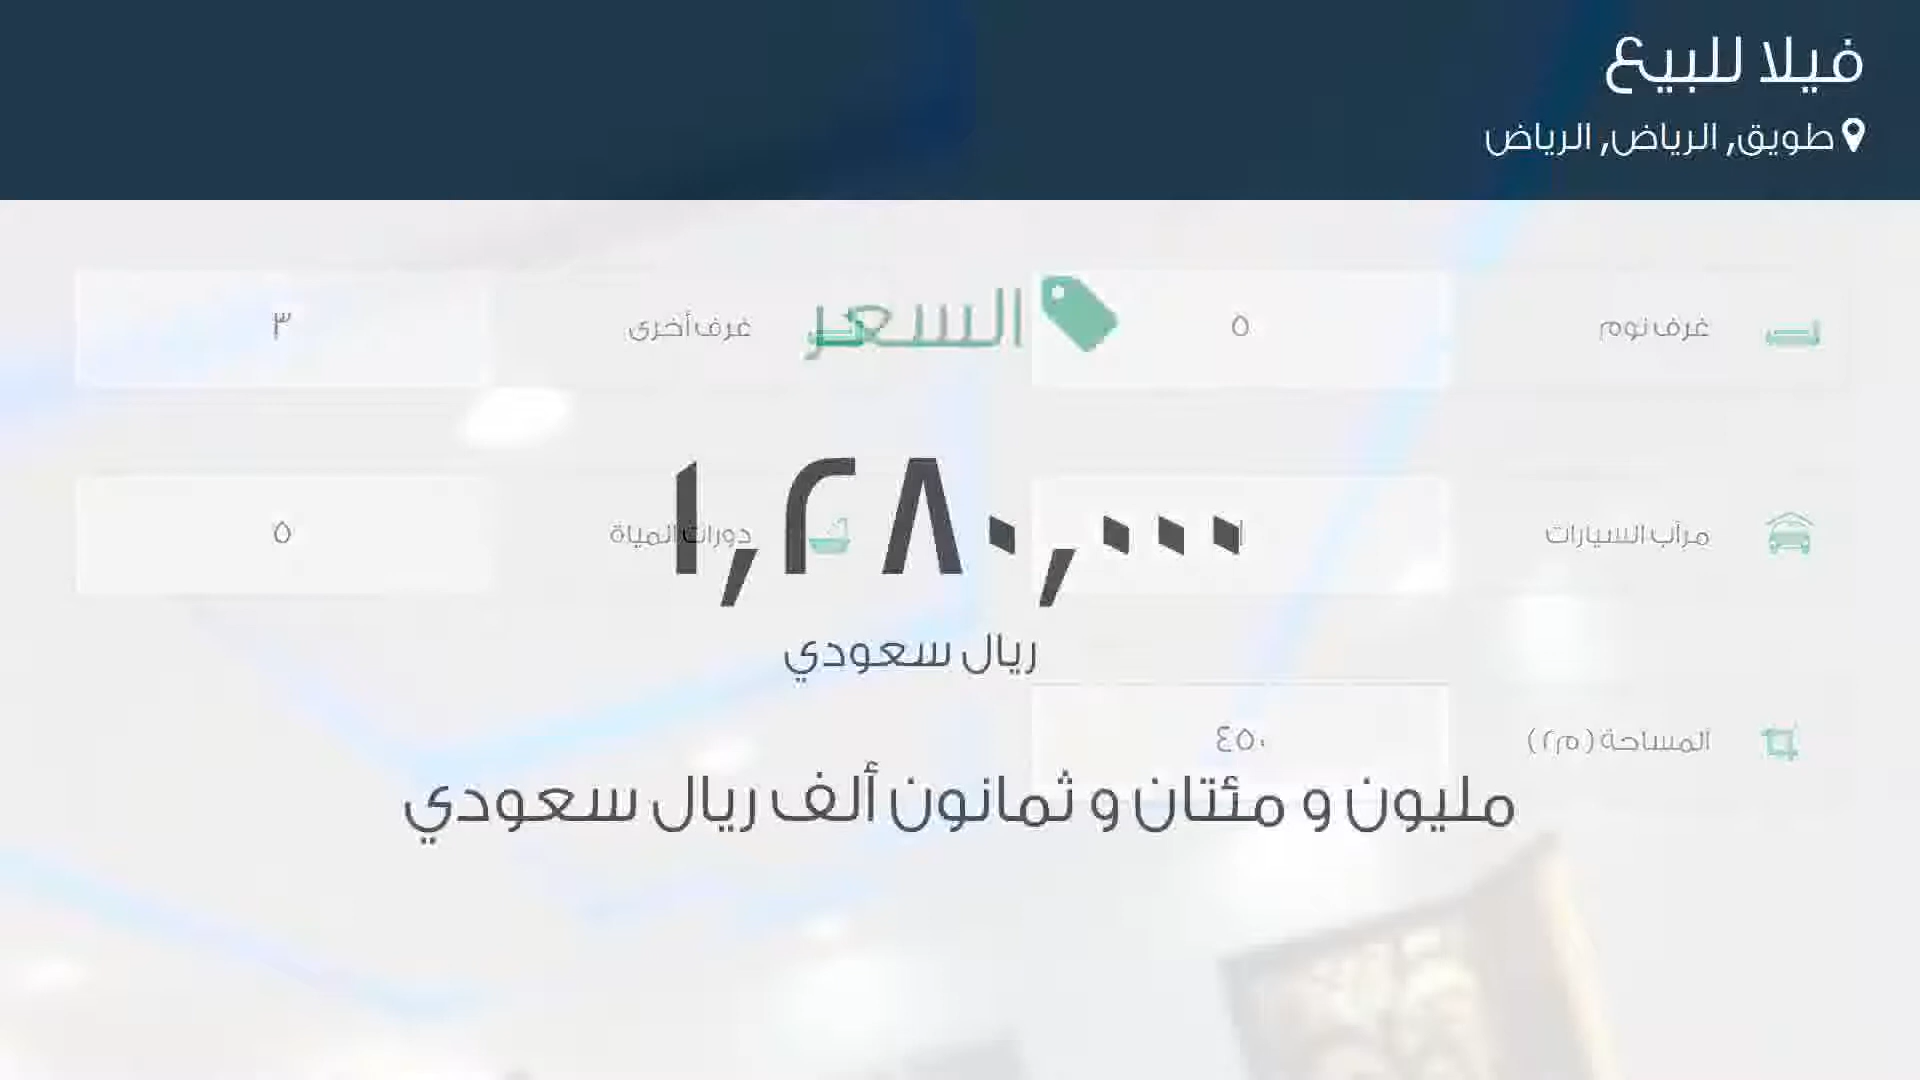 فيلا للبيع
طويق, الرياض, الرياض
السعر
غرف نوم
٥
غرف أخرى
٣
١,٢٨٠,٠٠٠
مرآب السيارات
دورات المياة
٥
ريال سعودي
المساحة (م٢)
٤٥٠
مليون و مئتان و ثمانون ألف ريال سعودي